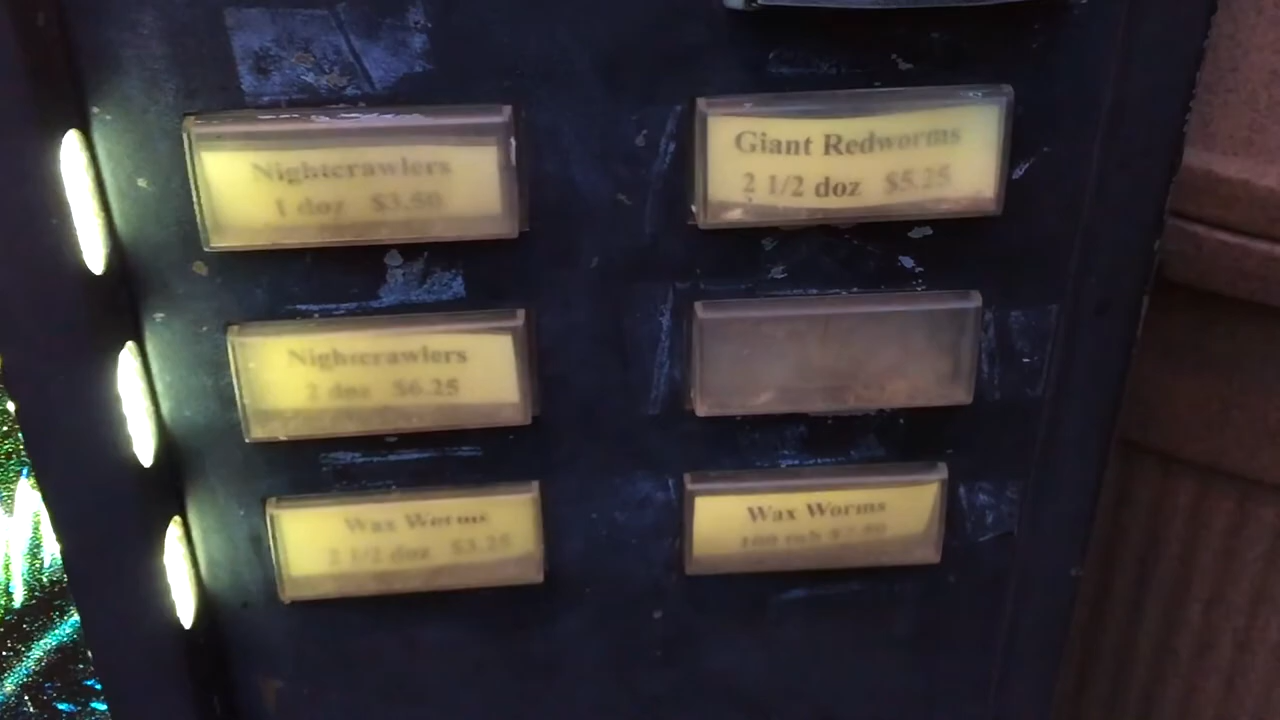 Nightcrawlers
1 doz $3.50
Giant Redworms
2 1/2 doz $5.25
Nightcrawlers
2 doz $6.25
Wax Worms
2 1/2 doz $3.25
Wax Worms
100